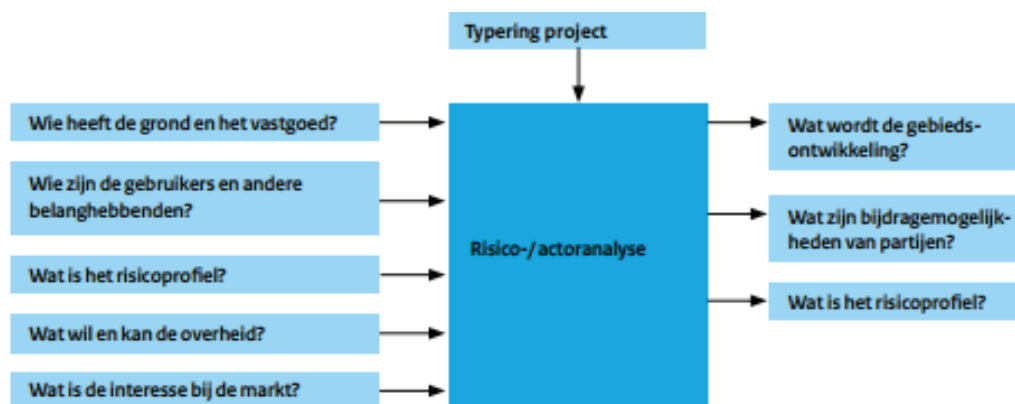 Typering project
Wie heeft de grond en het vastgoed?
Wie zijn de gebruikers en andere
belanghebbenden?
Wat is het risicoprofiel?
Wat wil en kan de overheid?
Wat is de interesse bij de markt?
Risico-/actoranalyse
Wat wordt de gebieds-
ontwikkeling?
Wat zijn bijdragemogelijk-
heden van partijen?
Wat is het risicoprofiel?